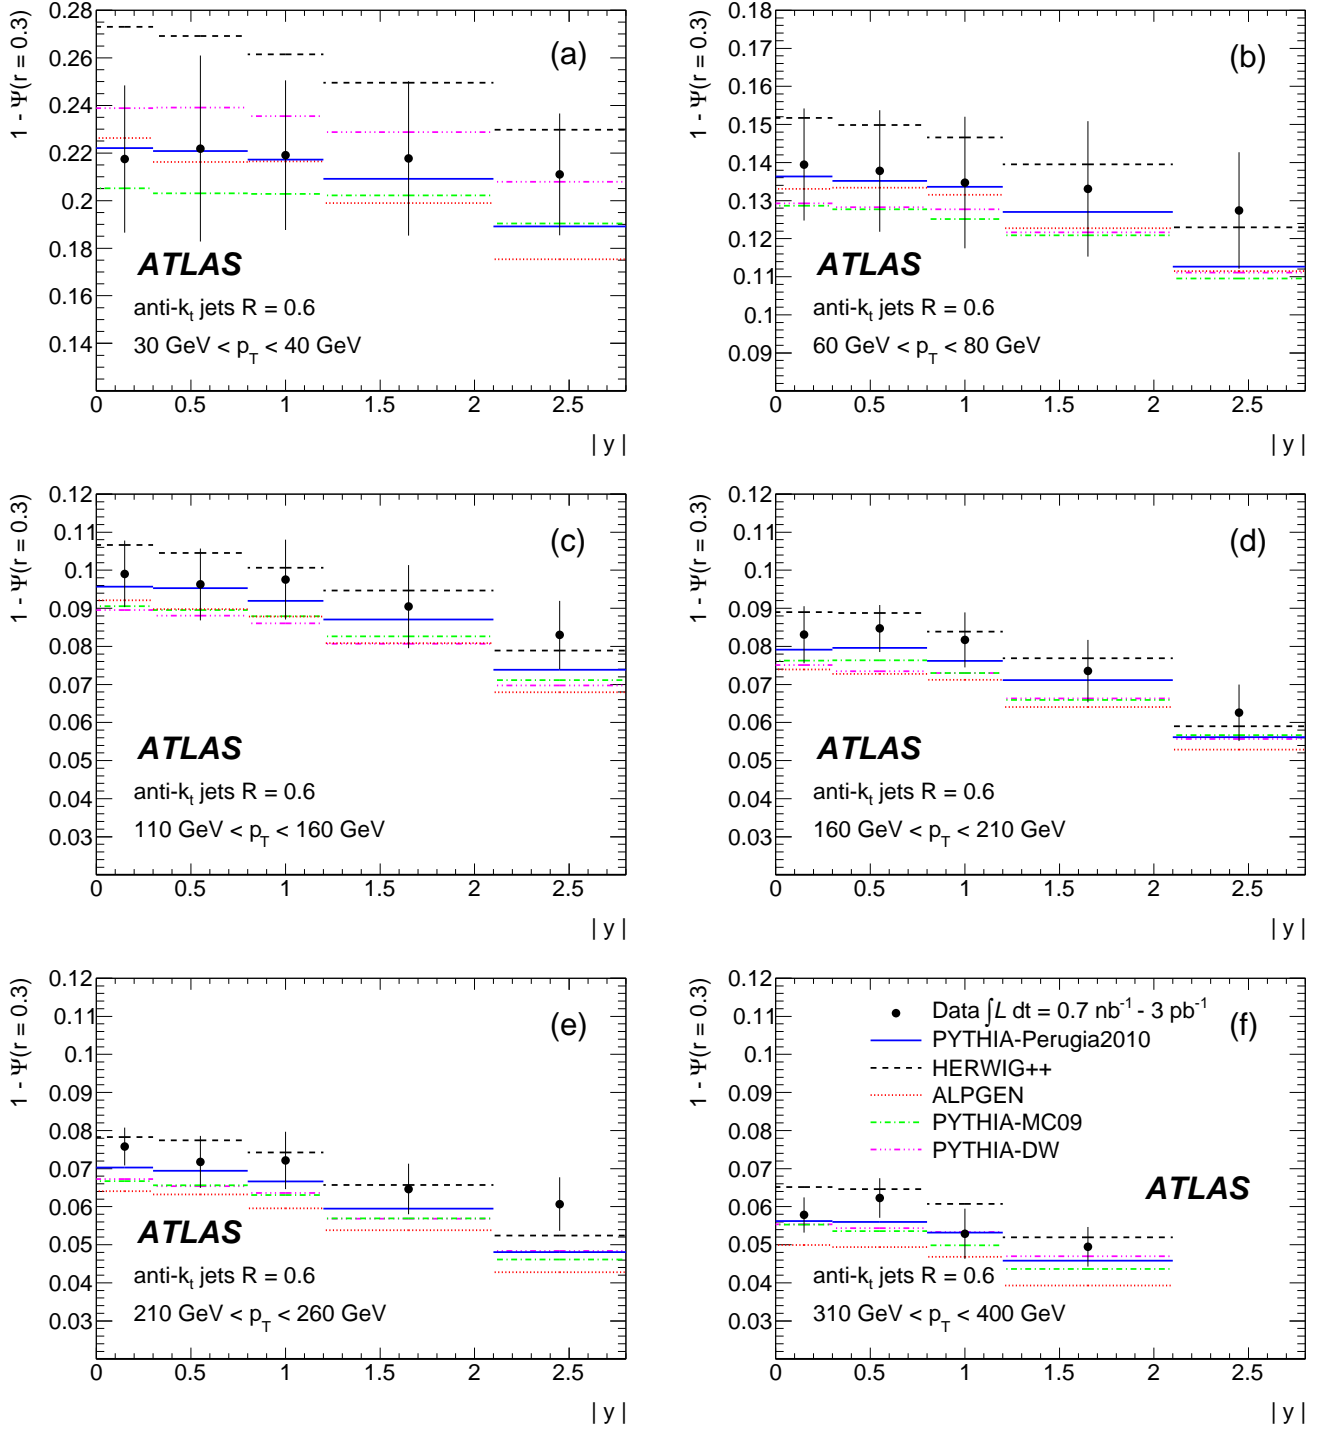 1 - Ψ(r = 0.3)
0.28
0.26
0.24
0.22
0.2
0.18
0.16
0.14
(a)
ATLAS
anti-kt jets R = 0.6
30 GeV < pT < 40 GeV
0 0.5 1 1.5 2 2.5
| y |
1 - Ψ(r = 0.3)
0.18
0.17
0.16
0.15
0.14
0.13
0.12
0.11
0.1
0.09
(b)
ATLAS
anti-kt jets R = 0.6
60 GeV < pT < 80 GeV
0 0.5 1 1.5 2 2.5
| y |
1 - Ψ(r = 0.3)
0.12
0.11
0.1
0.09
0.08
0.07
0.06
0.05
0.04
0.03
(c)
ATLAS
anti-kt jets R = 0.6
110 GeV < pT < 160 GeV
0 0.5 1 1.5 2 2.5
| y |
1 - Ψ(r = 0.3)
0.12
0.11
0.1
0.09
0.08
0.07
0.06
0.05
0.04
0.03
(d)
ATLAS
anti-kt jets R = 0.6
160 GeV < pT < 210 GeV
0 0.5 1 1.5 2 2.5
| y |
1 - Ψ(r = 0.3)
0.12
0.11
0.1
0.09
0.08
0.07
0.06
0.05
0.04
0.03
(e)
ATLAS
anti-kt jets R = 0.6
210 GeV < pT < 260 GeV
0 0.5 1 1.5 2 2.5
| y |
1 - Ψ(r = 0.3)
0.12
0.11
0.1
0.09
0.08
0.07
0.06
0.05
0.04
0.03
(f)
Data ∫L dt = 0.7 nb⁻¹ - 3 pb⁻¹
PYTHIA-Perugia2010
HERWIG++
ALPGEN
PYTHIA-MC09
PYTHIA-DW
ATLAS
anti-kt jets R = 0.6
310 GeV < pT < 400 GeV
0 0.5 1 1.5 2 2.5
| y |